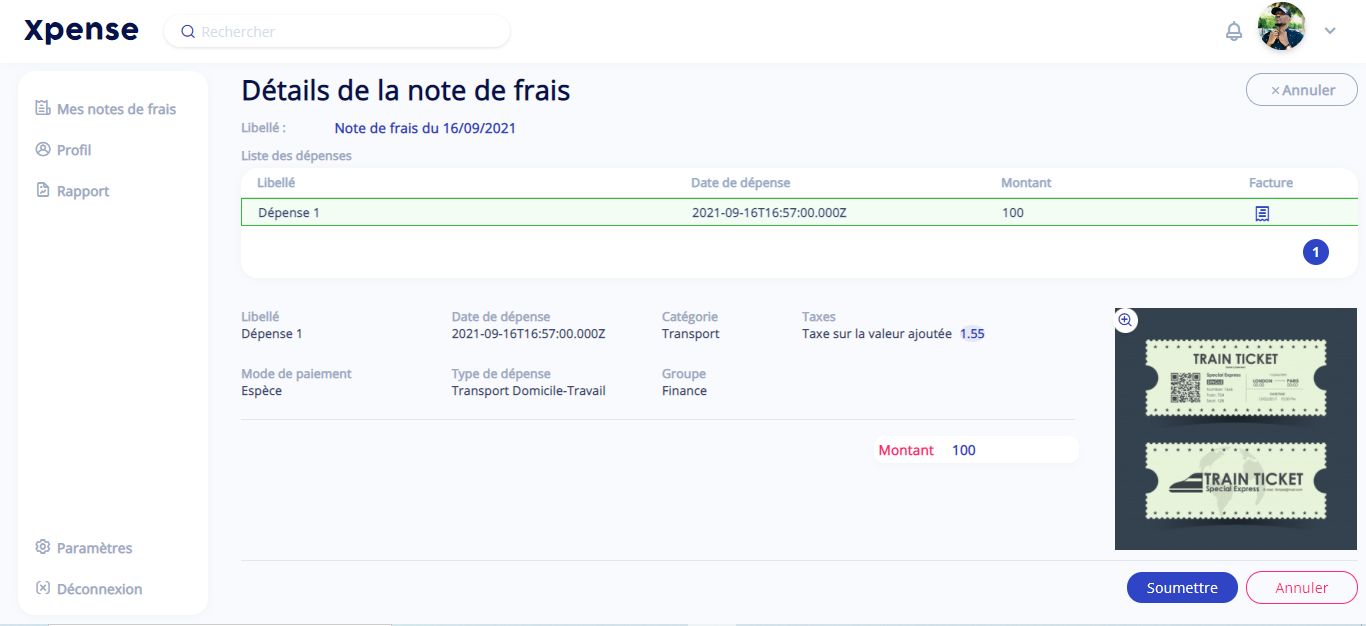 Xpense
Rechercher
Mes notes de frais
Profil
Rapport
Paramètres
Déconnexion
Détails de la note de frais
× Annuler
Libellé : Note de frais du 16/09/2021
Liste des dépenses
Libellé Date de dépense Montant Facture
Dépense 1 2021-09-16T16:57:00.000Z 100
1
Libellé Date de dépense Catégorie Taxes
Dépense 1 2021-09-16T16:57:00.000Z Transport Taxe sur la valeur ajoutée 1.55
Mode de paiement Type de dépense Groupe
Espèce Transport Domicile-Travail Finance
Montant 100
TRAIN TICKET
Special Express
LONDON PARIS
TRAIN TICKET
Special Express
Soumettre Annuler